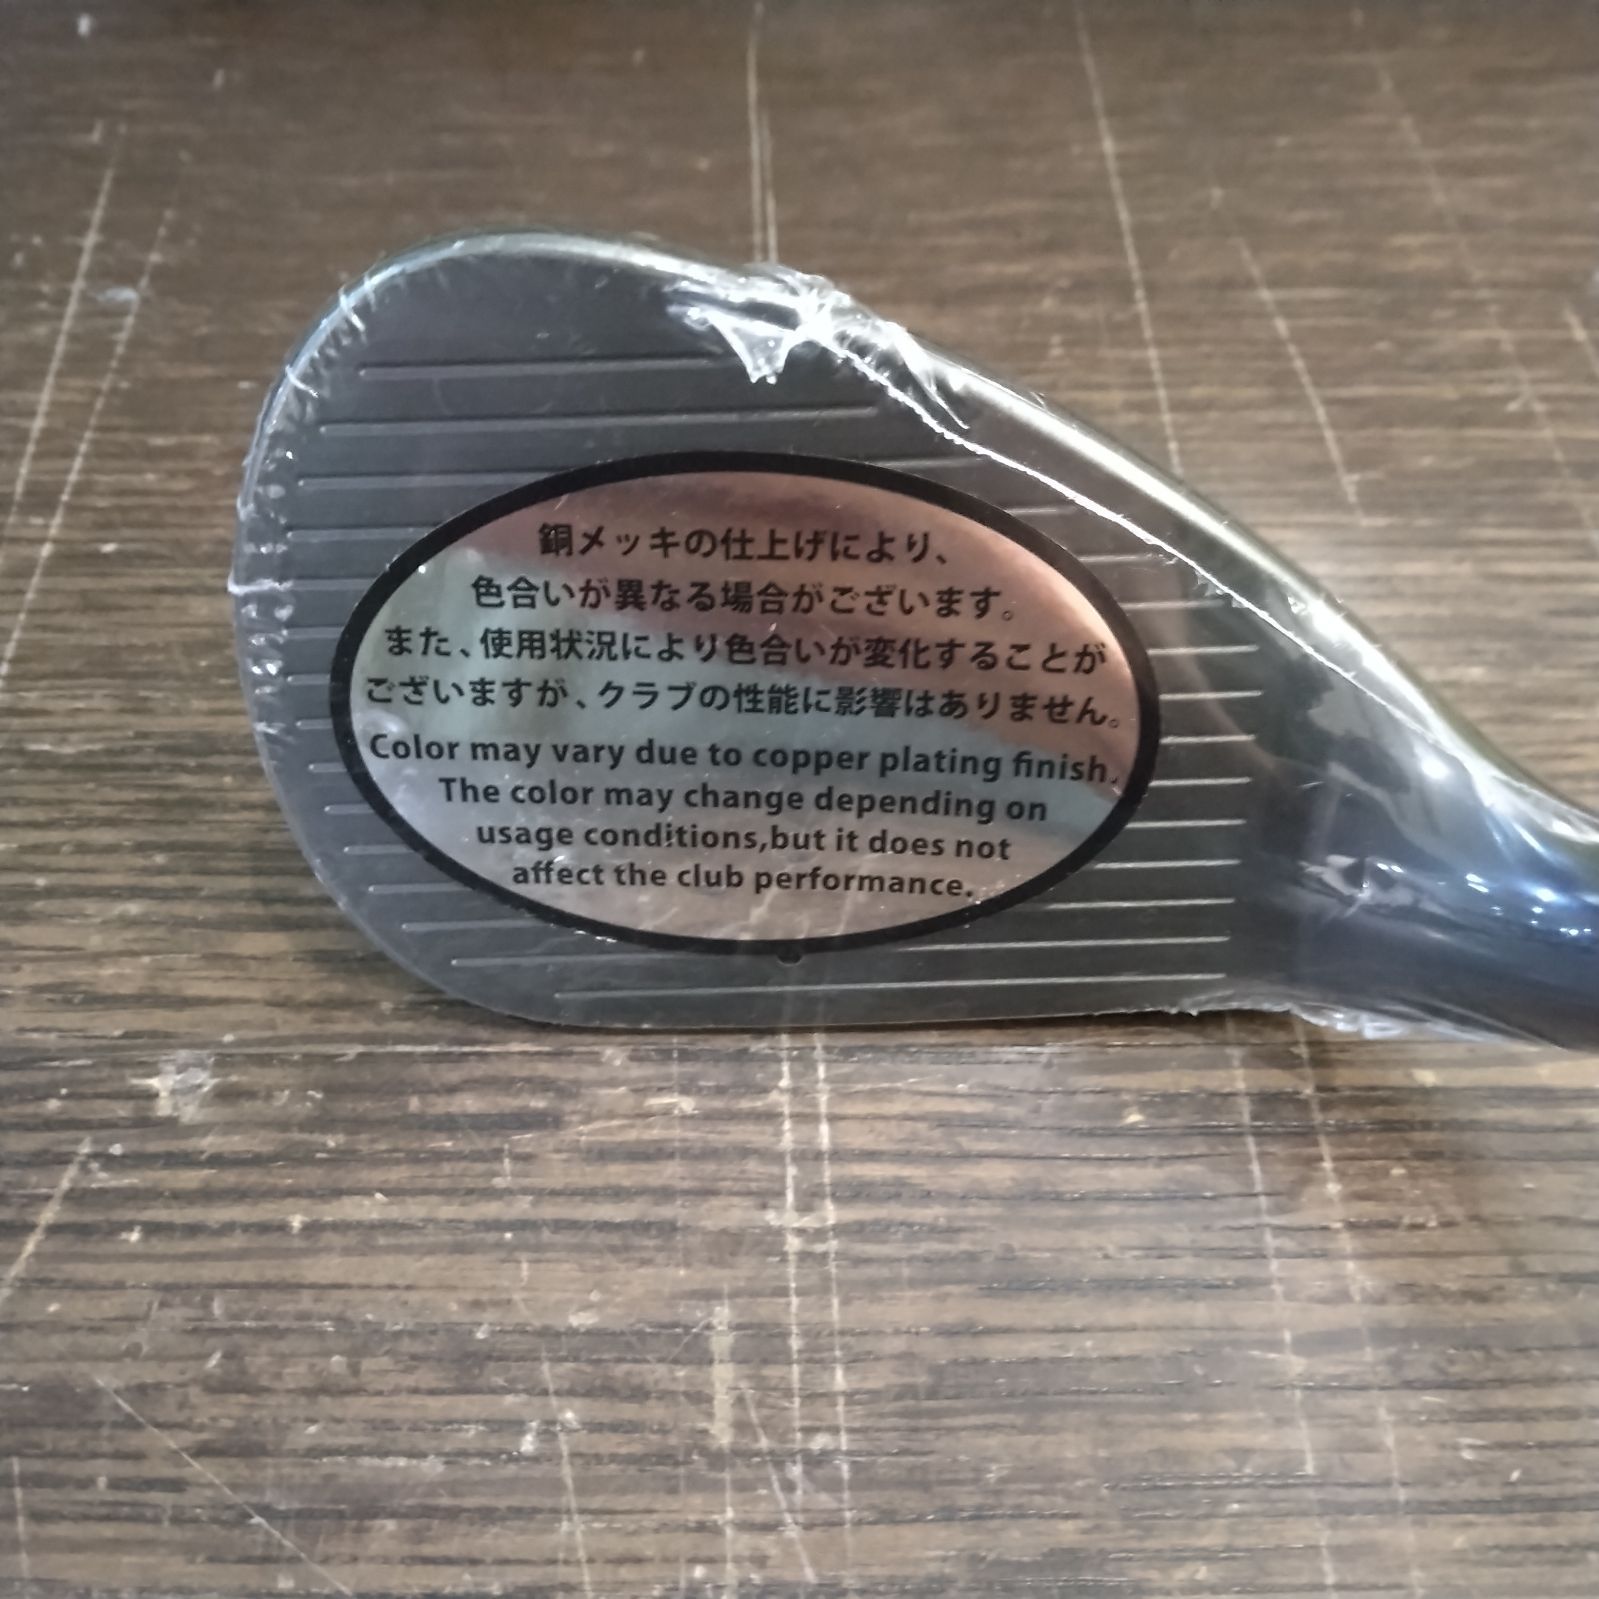 銅メッキの仕上げにより、
色合いが異なる場合がございます。
また、使用状況により色合いが変化することが
ございますが、クラブの性能に影響はありません。
Color may vary due to copper plating finish.
The color may change depending on
usage conditions,but it does not
affect the club performance.